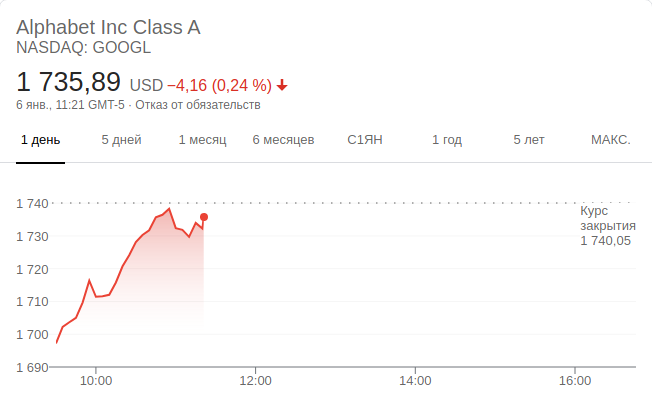 Alphabet Inc Class A
NASDAQ: GOOGL
1 735,89 USD −4,16 (0,24 %)
6 янв., 11:21 GMT-5 · Отказ от обязательств
1 день 5 дней 1 месяц 6 месяцев С1ЯН 1 год 5 лет МАКС.
1 740
Курс
закрытия
1 740,05
1 730
1 720
1 710
1 700
1 690
10:00 12:00 14:00 16:00